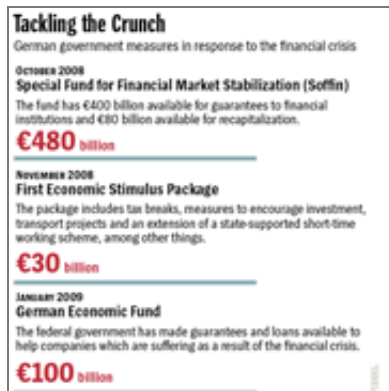 Tackling the Crunch
German government measures in response to the financial crisis
OCTOBER 2008
Special Fund for Financial Market Stabilization (Soffin)
The fund has €400 billion available for guarantees to financial
institutions and €80 billion available for recapitalization.
€480 billion
NOVEMBER 2008
First Economic Stimulus Package
The package includes tax breaks, measures to encourage investment,
transport projects and an extension of a state-supported short-time
working scheme, among other things.
€30 billion
JANUARY 2009
German Economic Fund
The federal government has made guarantees and loans available to
help companies which are suffering as a result of the financial crisis.
€100 billion